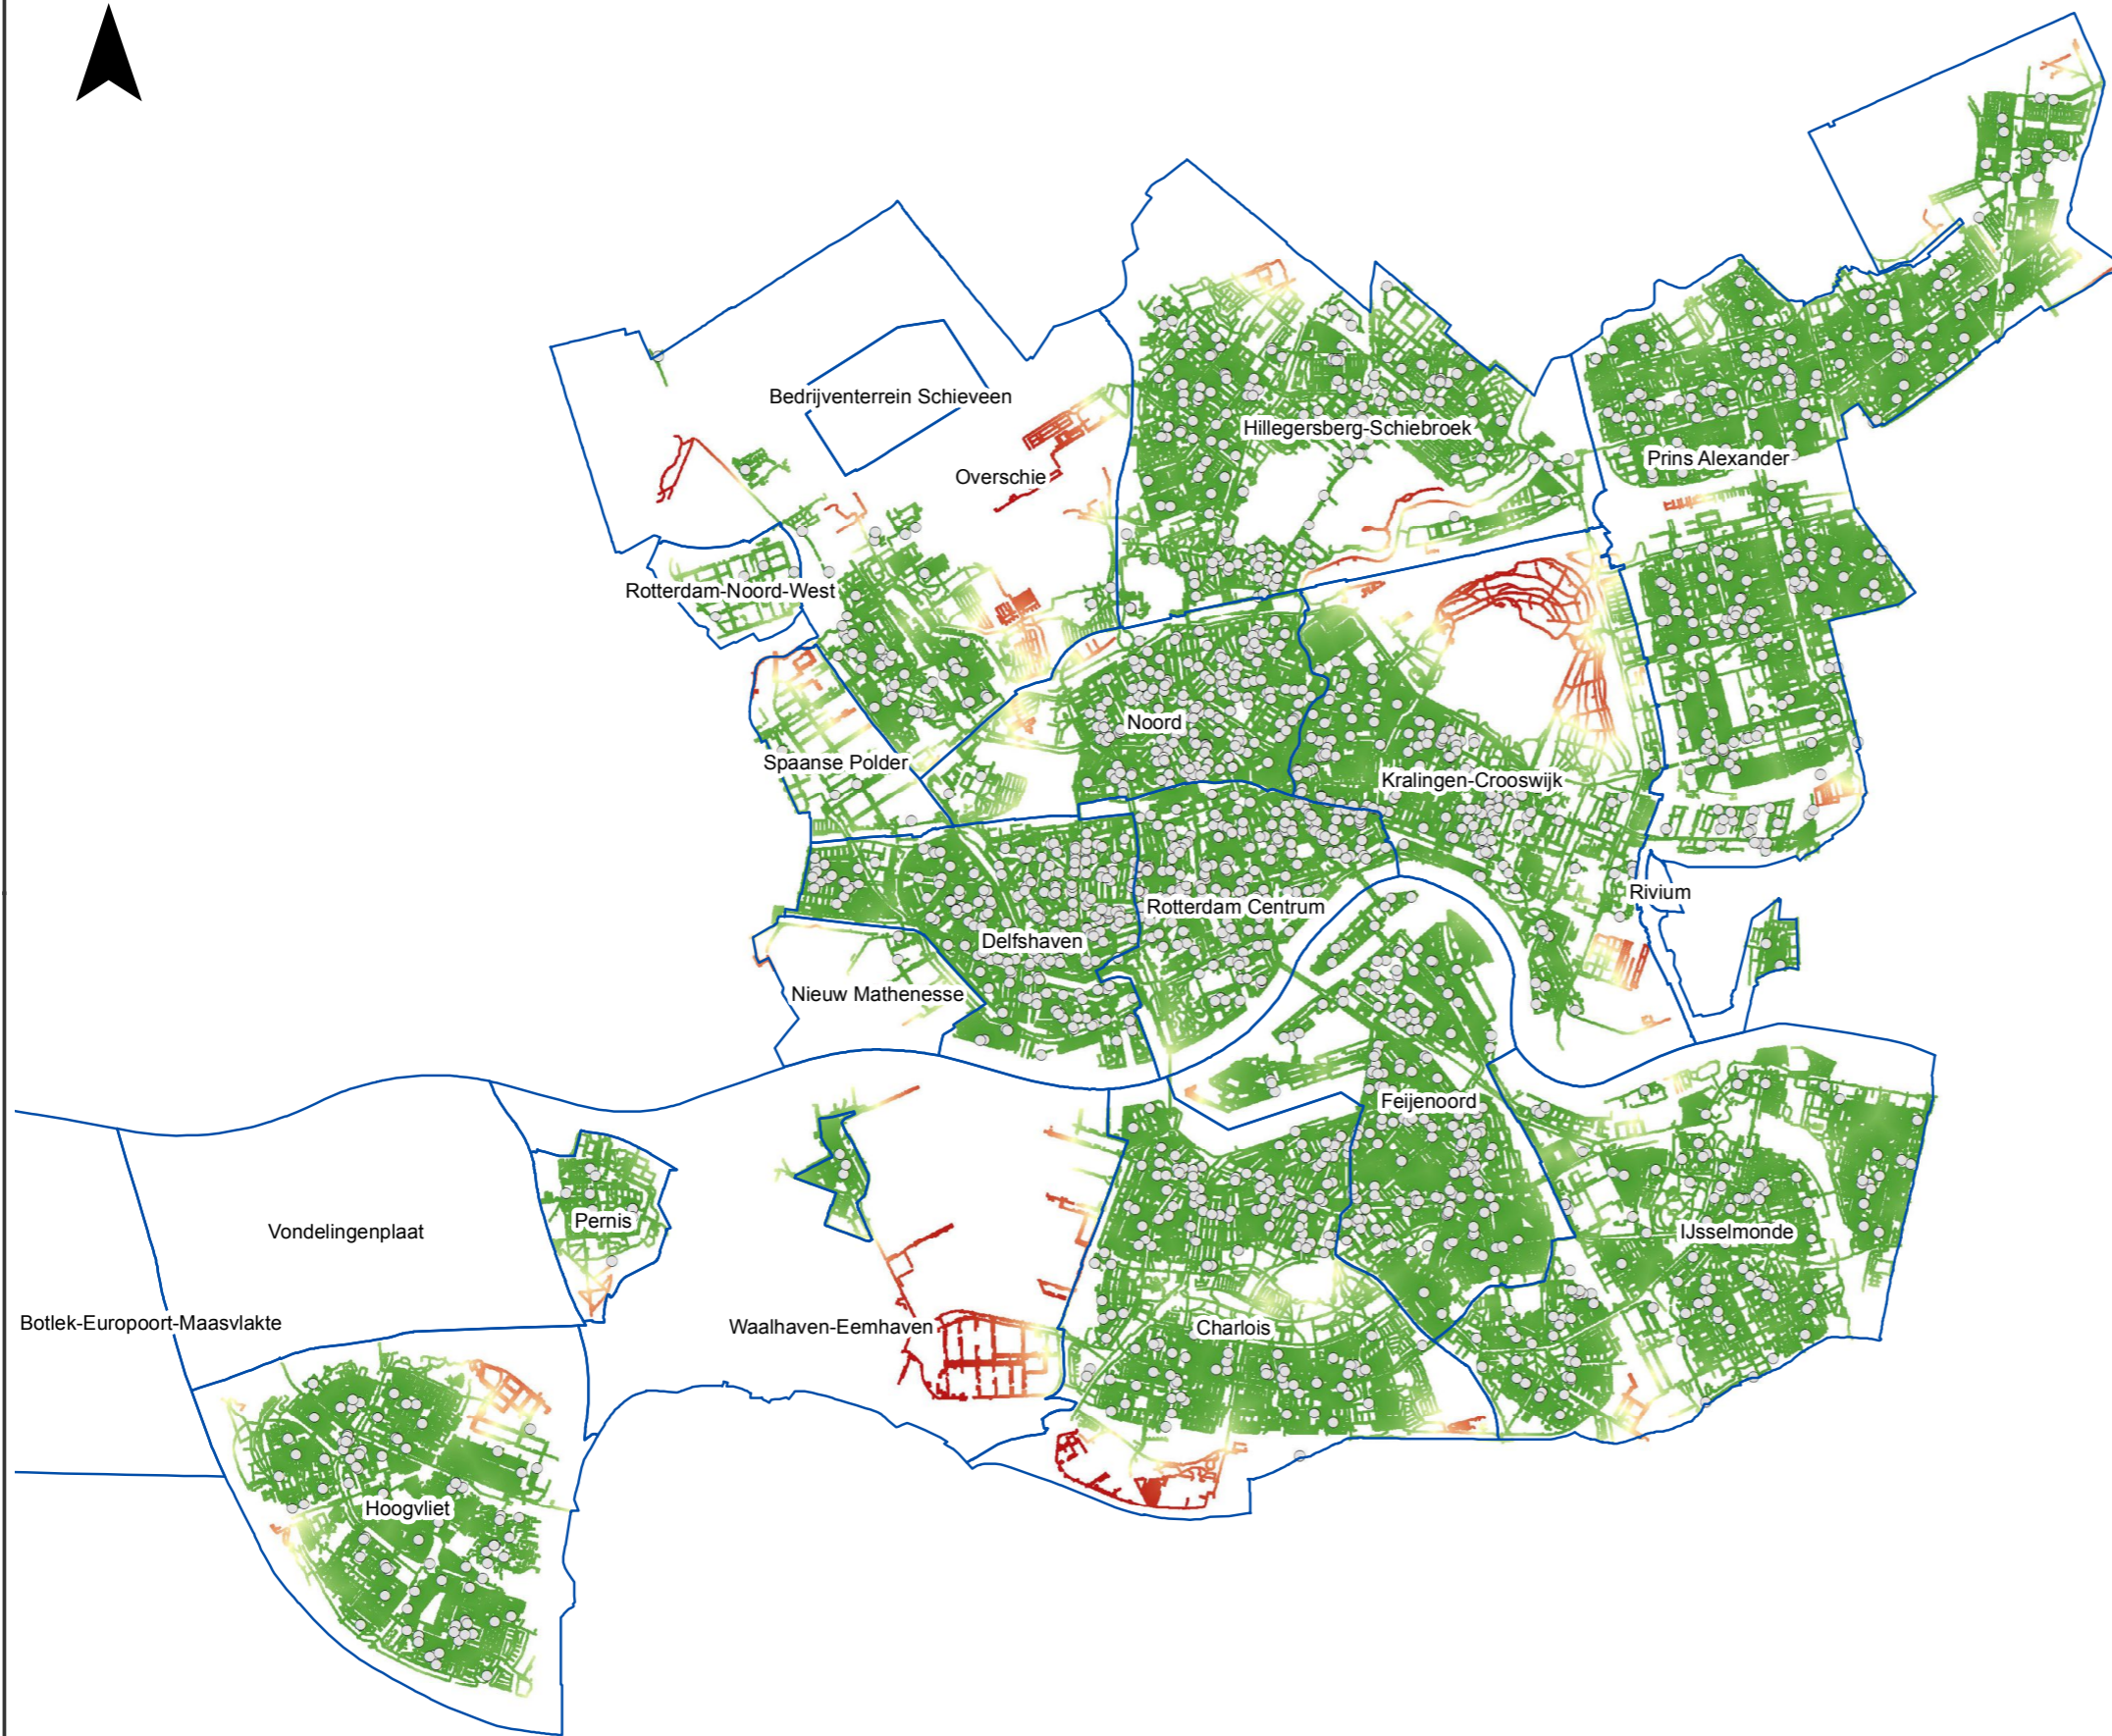 Bedrijventerrein Schieveen
Hillegersberg-Schiebroek
Prins Alexander
Overschie
Rotterdam-Noord-West
Noord
Spaanse Polder
Kralingen-Crooswijk
Rivium
Rotterdam Centrum
Delfshaven
Nieuw Mathenesse
Feijenoord
Pernis
Vondelingenplaat
IJsselmonde
Botlek-Europoort-Maasvlakte
Waalhaven-Eemhaven
Charlois
Hoogvliet